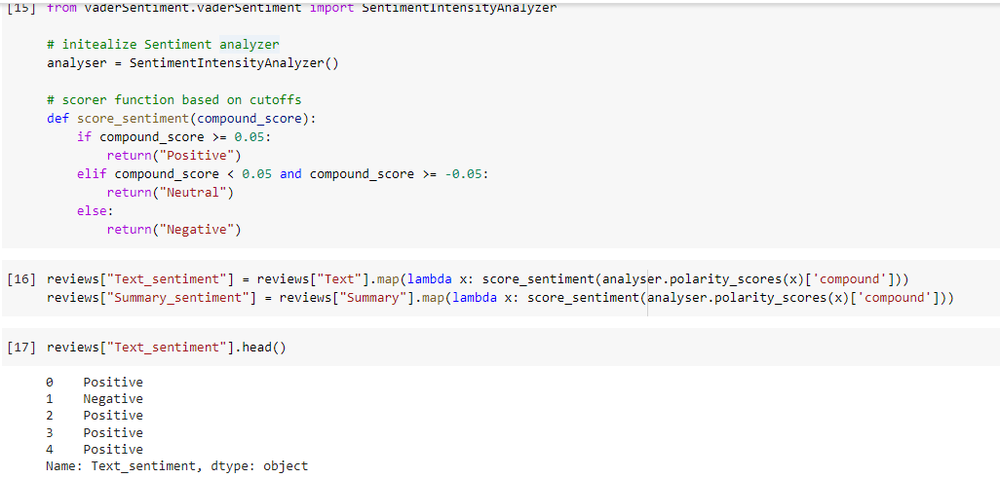 [15] from vaderSentiment.vaderSentiment import SentimentIntensityAnalyzer
# initealize Sentiment analyzer
analyser = SentimentIntensityAnalyzer()
# scorer function based on cutoffs
def score_sentiment(compound_score):
if compound_score >= 0.05:
return("Positive")
elif compound_score < 0.05 and compound_score >= -0.05:
return("Neutral")
else:
return("Negative")
[16] reviews["Text_sentiment"] = reviews["Text"].map(lambda x: score_sentiment(analyser.polarity_scores(x)['compound']))
reviews["Summary_sentiment"] = reviews["Summary"].map(lambda x: score_sentiment(analyser.polarity_scores(x)['compound']))
[17] reviews["Text_sentiment"].head()
0 Positive
1 Negative
2 Positive
3 Positive
4 Positive
Name: Text_sentiment, dtype: object